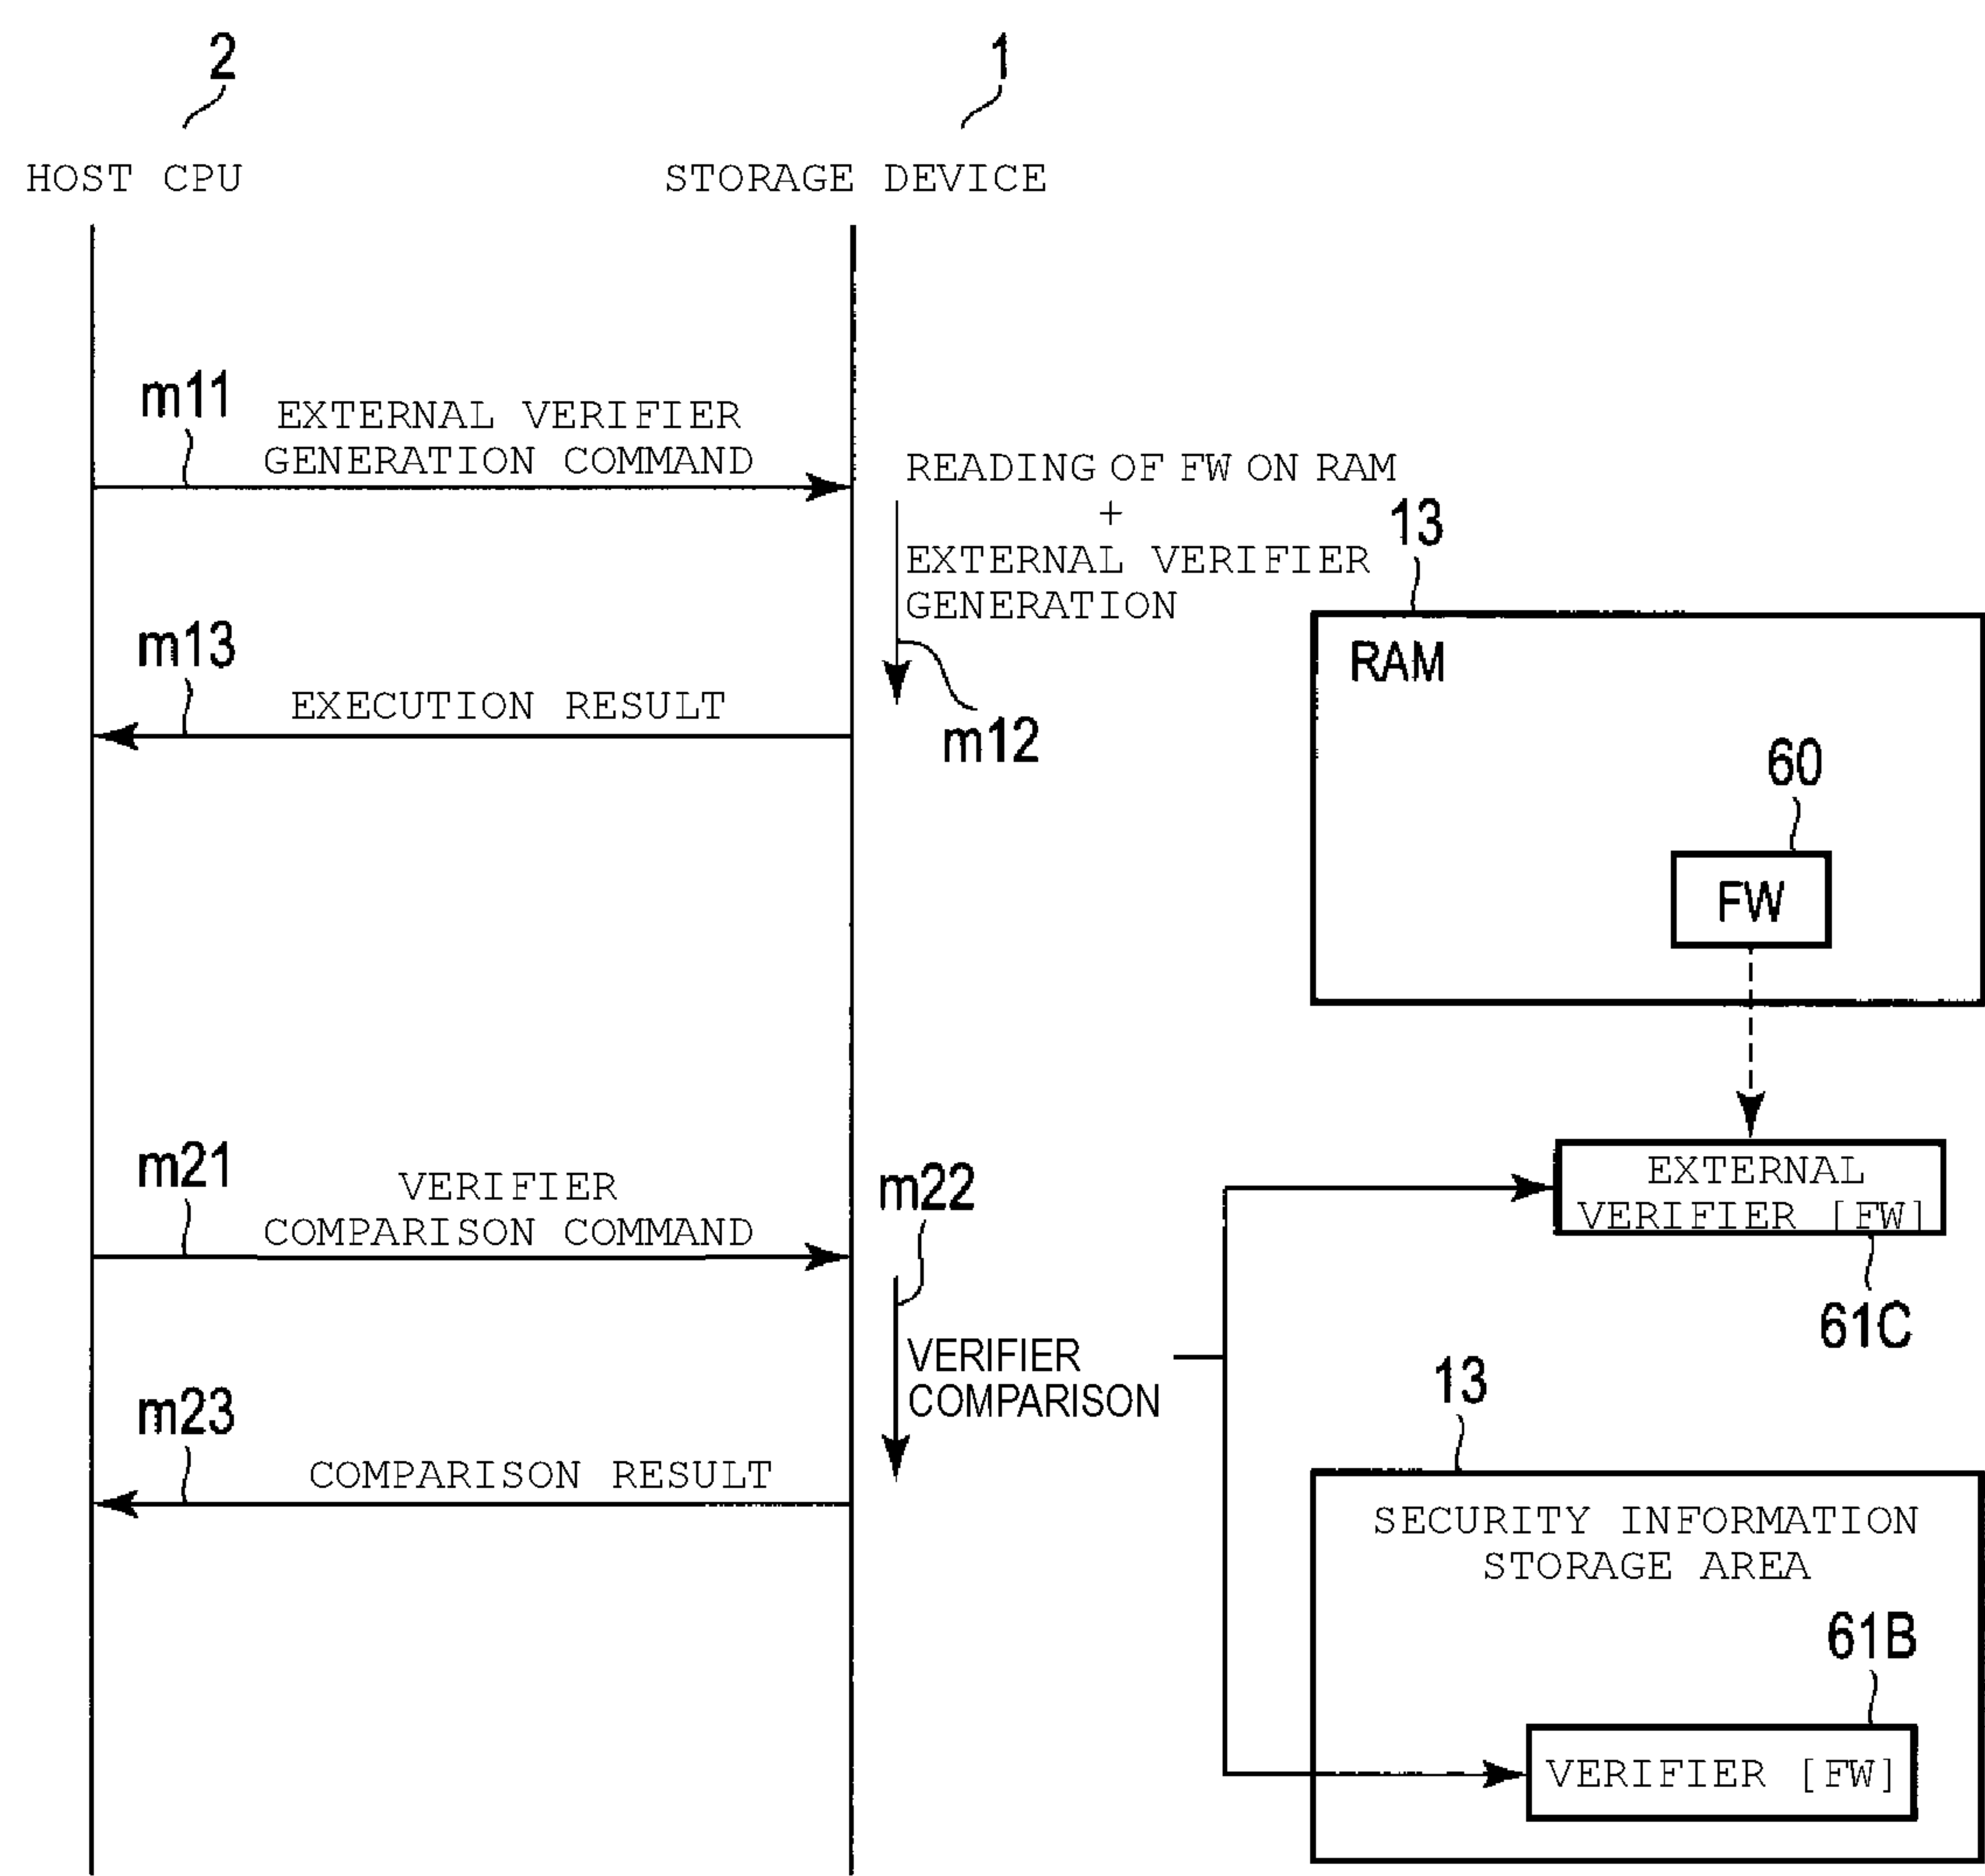 2
1
HOST CPU
STORAGE DEVICE
m11
EXTERNAL VERIFIER
GENERATION COMMAND
READING OF FW ON RAM
+
EXTERNAL VERIFIER
GENERATION
13
RAM
m13
EXECUTION RESULT
m12
60
FW
m21
VERIFIER
COMPARISON COMMAND
m22
EXTERNAL
VERIFIER [FW]
61C
VERIFIER
COMPARISON
m23
COMPARISON RESULT
13
SECURITY INFORMATION
STORAGE AREA
61B
VERIFIER [FW]